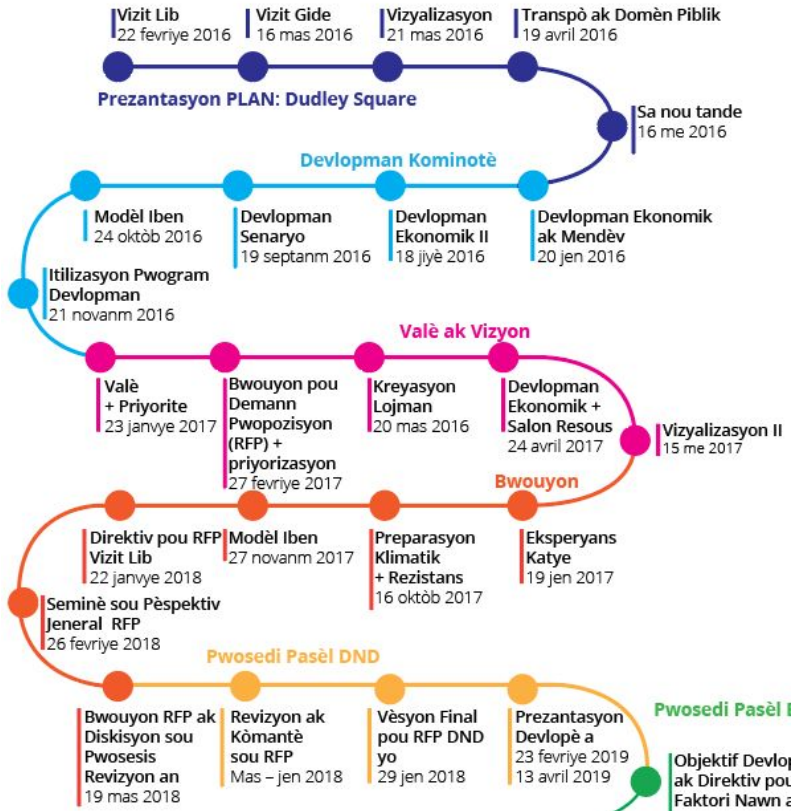 Vizit Lib
22 fevriye 2016
Vizit Gide
16 mas 2016
Vizyalizasyon
21 mas 2016
Transpò ak Domèn Piblik
19 avril 2016
Prezantasyon PLAN: Dudley Square
Sa nou tande
16 me 2016
Devlopman Kominotè
Modèl Iben
24 oktòb 2016
Devlopman
Senaryo
19 septanm 2016
Devlopman
Ekonomik II
18 jiyè 2016
Devlopman Ekonomik
ak Mendèv
20 jen 2016
Itilizasyon Pwogram
Devlopman
21 novanm 2016
Valè ak Vizyon
Valè
+ Priyorite
23 janvye 2017
Bwouyon pou
Demann
Pwopozisyon
(RFP) +
priyorizasyon
27 fevriye 2017
Kreyasyon
Lojman
20 mas 2016
Devlopman
Ekonomik +
Salon Resous
24 avril 2017
Vizyalizasyon II
15 me 2017
Bwouyon
Direktiv pou RFP
Vizit Lib
22 janvye 2018
Modèl Iben
27 novanm 2017
Preparasyon
Klimatik
+ Rezistans
16 oktòb 2017
Eksperyans
Katye
19 jen 2017
Seminè sou Pèspektiv
Jeneral RFP
26 fevriye 2018
Pwosedi Pasèl DND
Bwouyon RFP ak
Diskisyon sou
Pwosesis
Revizyon an
19 mas 2018
Revizyon ak
Kòmantè
sou RFP
Mas – jen 2018
Vèsyon Final
pou RFP DND
yo
29 jen 2018
Prezantasyon
Devlopè a
23 fevriye 2019
13 avril 2019
Pwosedi Pasèl
Objektif
ak Direktiv
Faktori Nawn